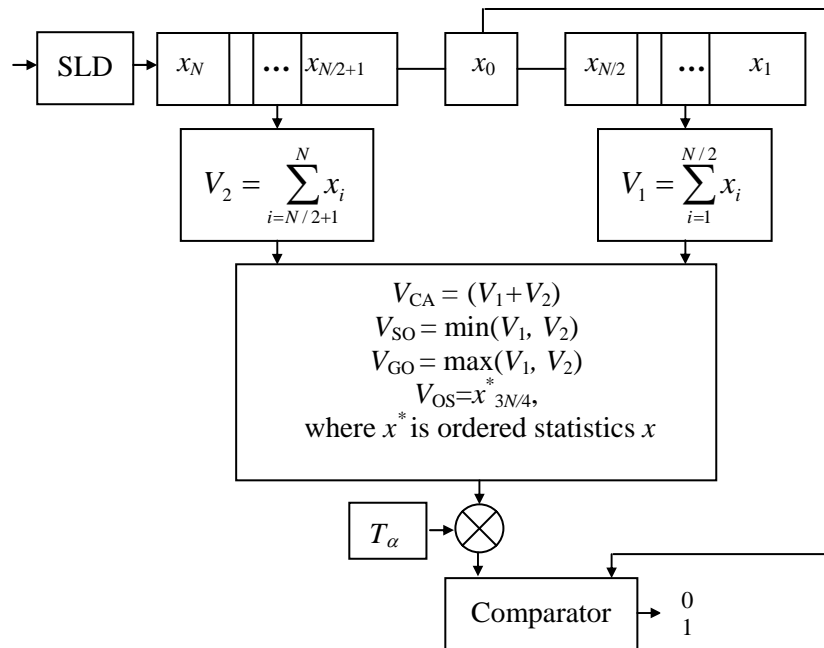 SLD x_N ... x_{N/2+1} x_0 x_{N/2} ... x_1
V_2 = \sum_{i=N/2+1}^{N} x_i
V_1 = \sum_{i=1}^{N/2} x_i
V_CA = (V_1+V_2)
V_SO = min(V_1, V_2)
V_GO = max(V_1, V_2)
V_OS=x^*_{3N/4},
where x^* is ordered statistics x
T_α
Comparator
0
1